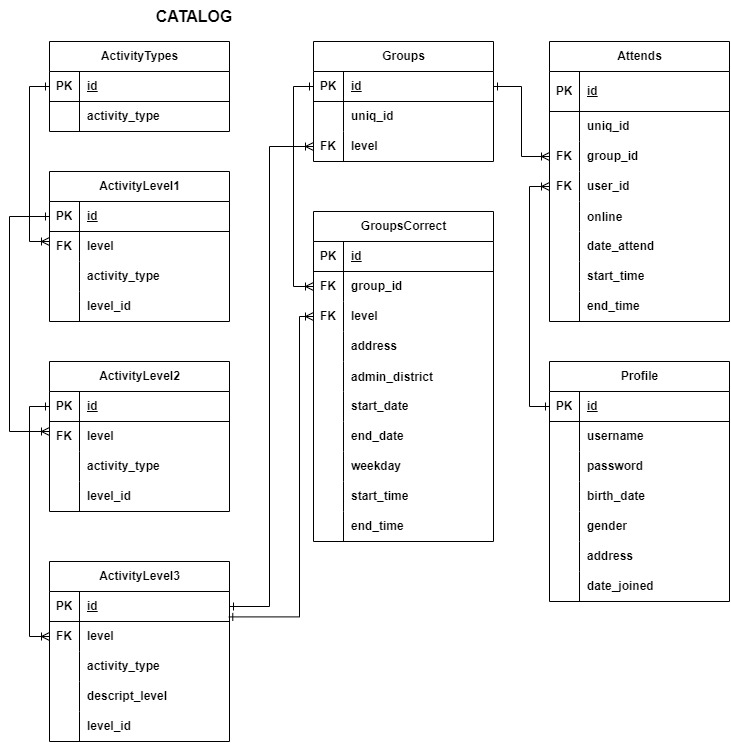 CATALOG
ActivityTypes
PK id
activity_type
ActivityLevel1
PK id
FK level
activity_type
level_id
ActivityLevel2
PK id
FK level
activity_type
level_id
ActivityLevel3
PK id
FK level
activity_type
descript_level
level_id
Groups
PK id
uniq_id
FK level
GroupsCorrect
PK id
FK group_id
FK level
address
admin_district
start_date
end_date
weekday
start_time
end_time
Attends
PK id
uniq_id
FK group_id
FK user_id
online
date_attend
start_time
end_time
Profile
PK id
username
password
birth_date
gender
address
date_joined